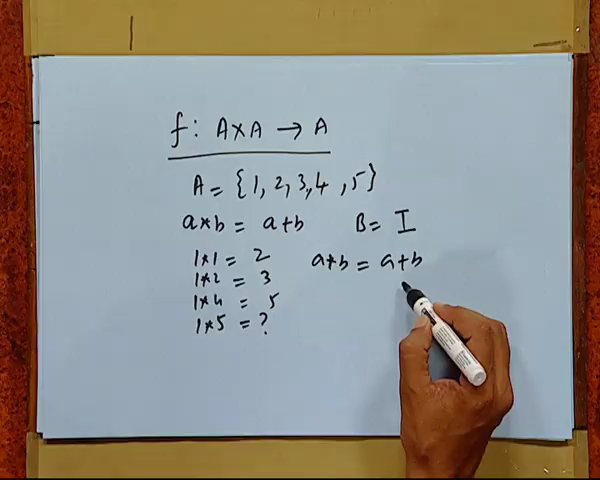 f: A×A → A
A = {1, 2, 3, 4, 5}
a*b = a+b
B = I
1*1 = 2
a*b = a+b
1*2 = 3
1*4 = 5
1*5 = ?